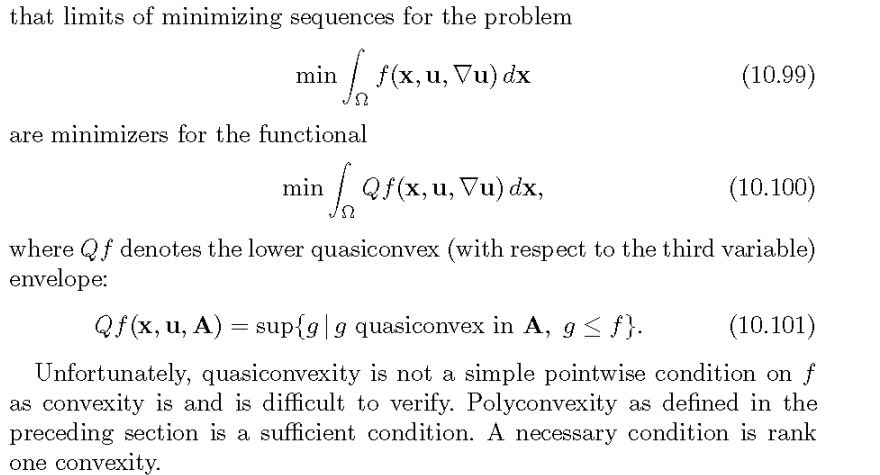 that limits of minimizing sequences for the problem
min ∫_Ω f(x, u, ∇u) dx (10.99)
are minimizers for the functional
min ∫_Ω Qf(x, u, ∇u) dx, (10.100)
where Qf denotes the lower quasiconvex (with respect to the third variable)
envelope:
Qf(x, u, A) = sup{g | g quasiconvex in A, g ≤ f}. (10.101)
Unfortunately, quasiconvexity is not a simple pointwise condition on f
as convexity is and is difficult to verify. Polyconvexity as defined in the
preceding section is a sufficient condition. A necessary condition is rank
one convexity.